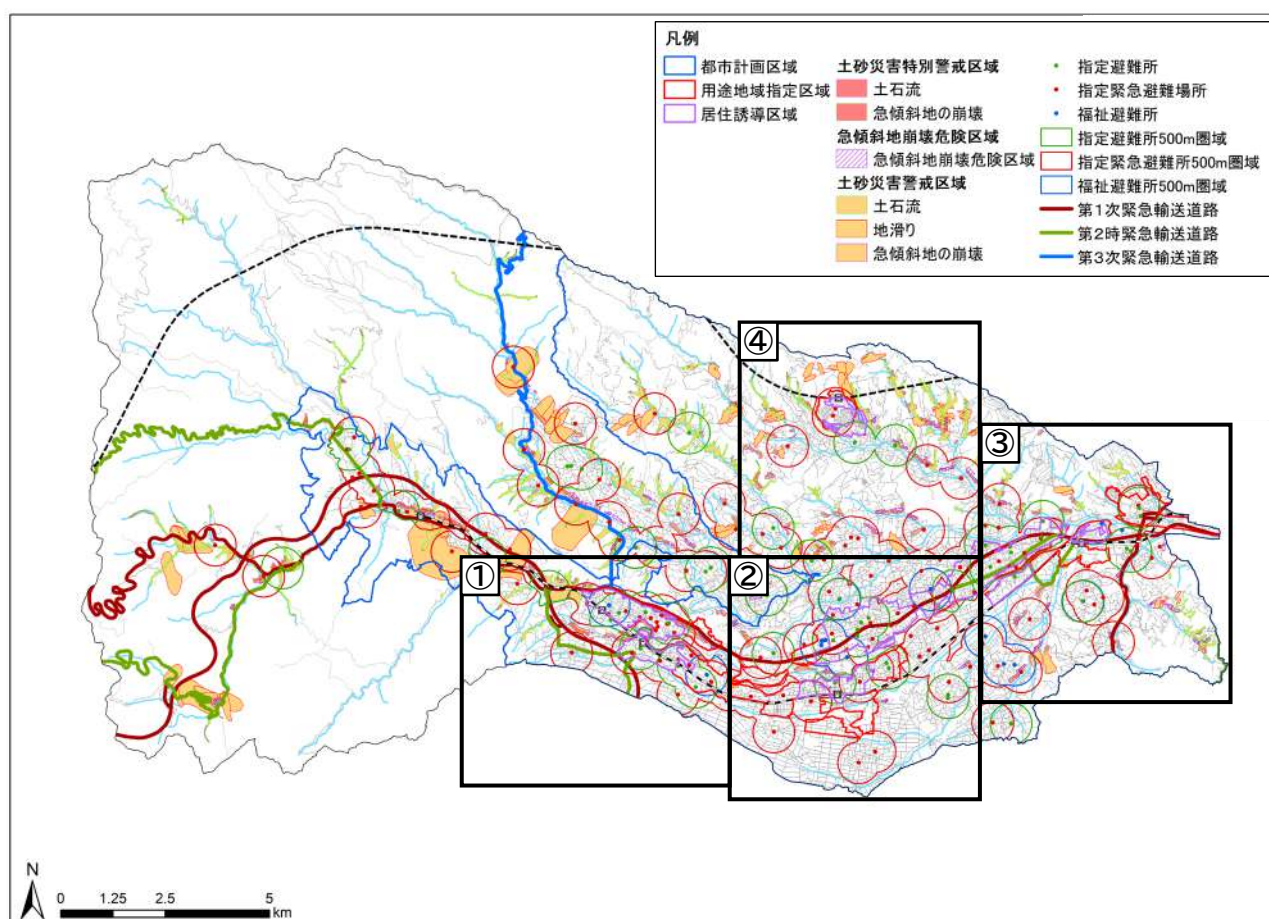 凡例
都市計画区域
用途地域指定区域
居住誘導区域
土砂災害特別警戒区域
土石流
急傾斜地の崩壊
急傾斜地崩壊危険区域
急傾斜地崩壊危険区域
土砂災害警戒区域
土石流
地滑り
急傾斜地の崩壊
指定避難所
指定緊急避難場所
福祉避難所
指定避難所500m圏域
指定緊急避難所500m圏域
福祉避難所500m圏域
第1次緊急輸送道路
第2時緊急輸送道路
第3次緊急輸送道路
④
③
①
②
N
0 1.25 2.5 5
km